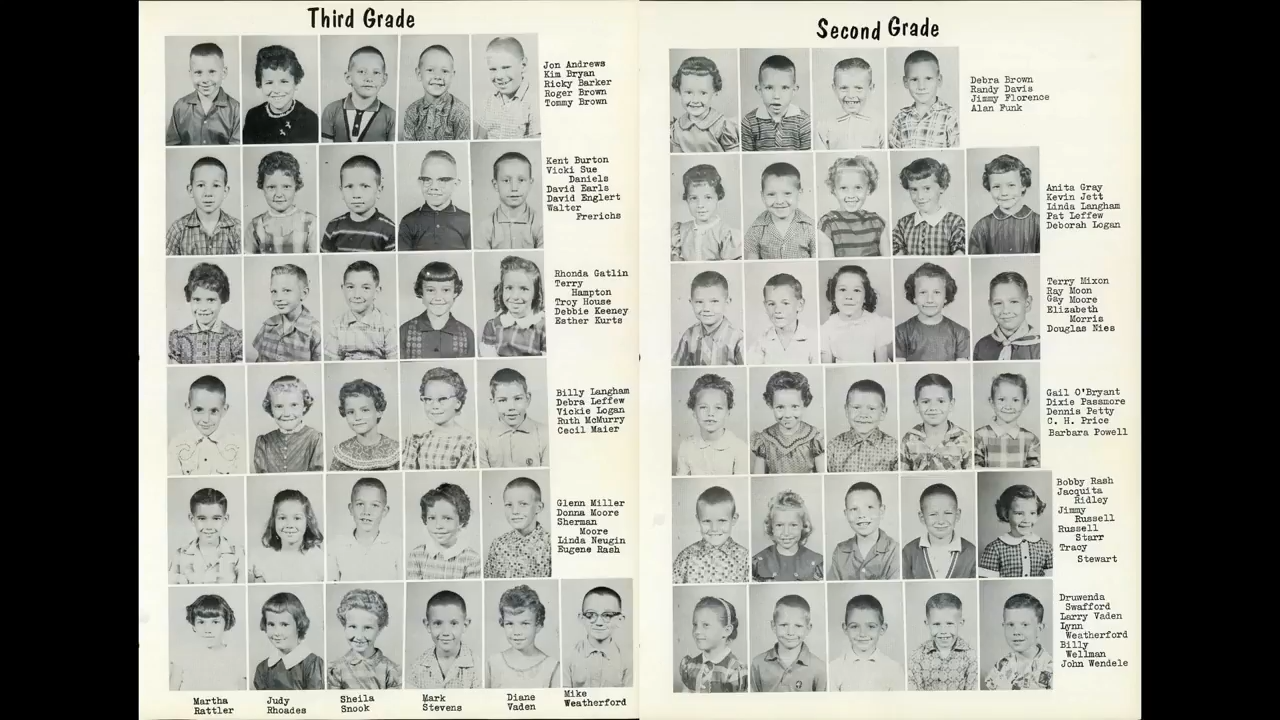 Third Grade
Jon Andrews
Kim Bryan
Ricky Barker
Roger Brown
Tommy Brown
Kent Burton
Vicki Sue
Daniels
David Earls
David Englert
Walter
Frerichs
Rhonda Gatlin
Terry
Hampton
Troy House
Debbie Keeney
Esther Kurts
Billy Langham
Debra Leffew
Vickie Logan
Ruth McMurry
Cecil Maier
Glenn Miller
Donna Moore
Sherman
Moore
Linda Neugin
Eugene Rash
Martha
Rattler
Judy
Rhoades
Sheila
Snook
Mark
Stevens
Diane
Vaden
Mike
Weatherford
Second Grade
Debra Brown
Randy Davis
Jimmy Florence
Alan Funk
Anita Gray
Kevin Jett
Linda Langham
Pat Leffew
Deborah Logan
Terry Mixon
Ray Moon
Gay Moore
Elizabeth
Morris
Douglas Nies
Gail O'Bryant
Dixie Passmore
Dennis Petty
C. H. Price
Barbara Powell
Bobby Rash
Jacquita
Ridley
Jimmy
Russell
Russell
Starr
Tracy
Stewart
Druwenda
Swafford
Larry Vaden
Lynn
Weatherford
Billy
Wellman
John Wendele